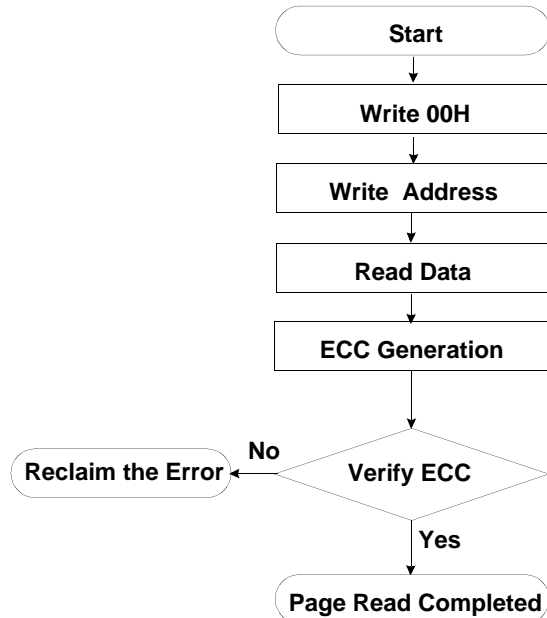 Start
Write 00H
Write Address
Read Data
ECC Generation
No
Reclaim the Error
Verify ECC
Yes
Page Read Completed